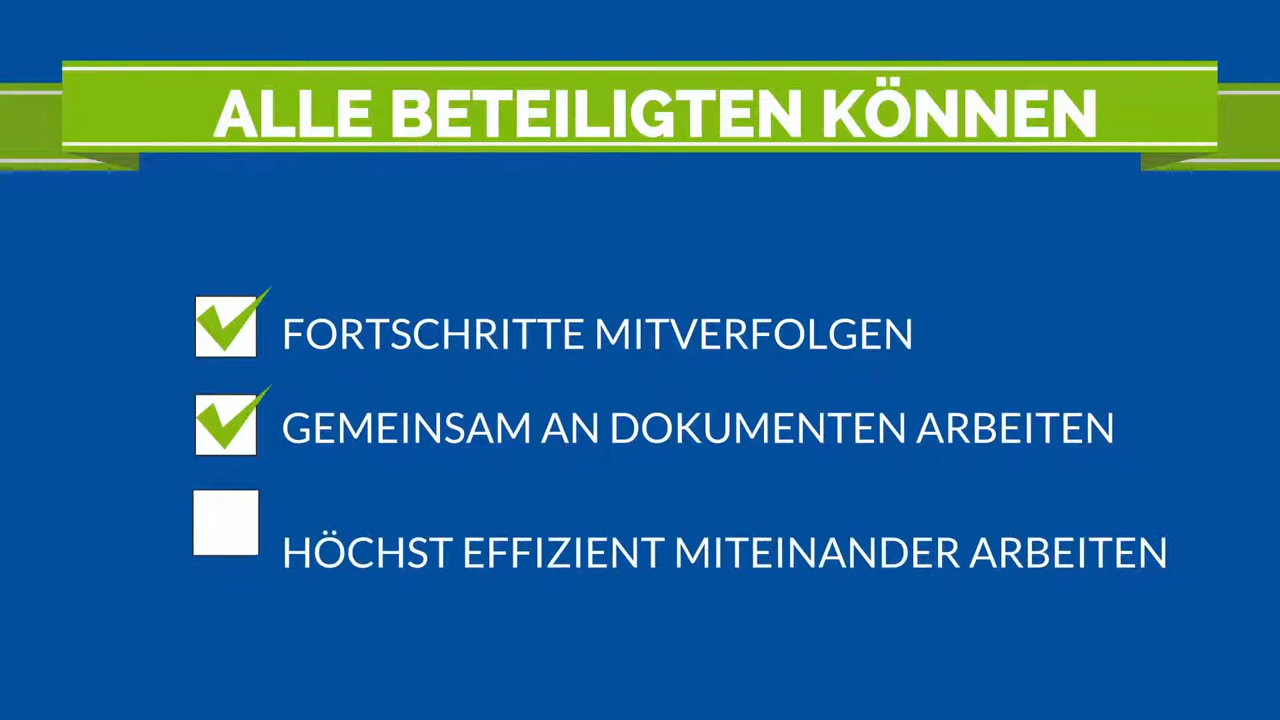 ALLE BETEILIGTEN KÖNNEN
FORTSCHRITTE MITVERFOLGEN
GEMEINSAM AN DOKUMENTEN ARBEITEN
HÖCHST EFFIZIENT MITEINANDER ARBEITEN